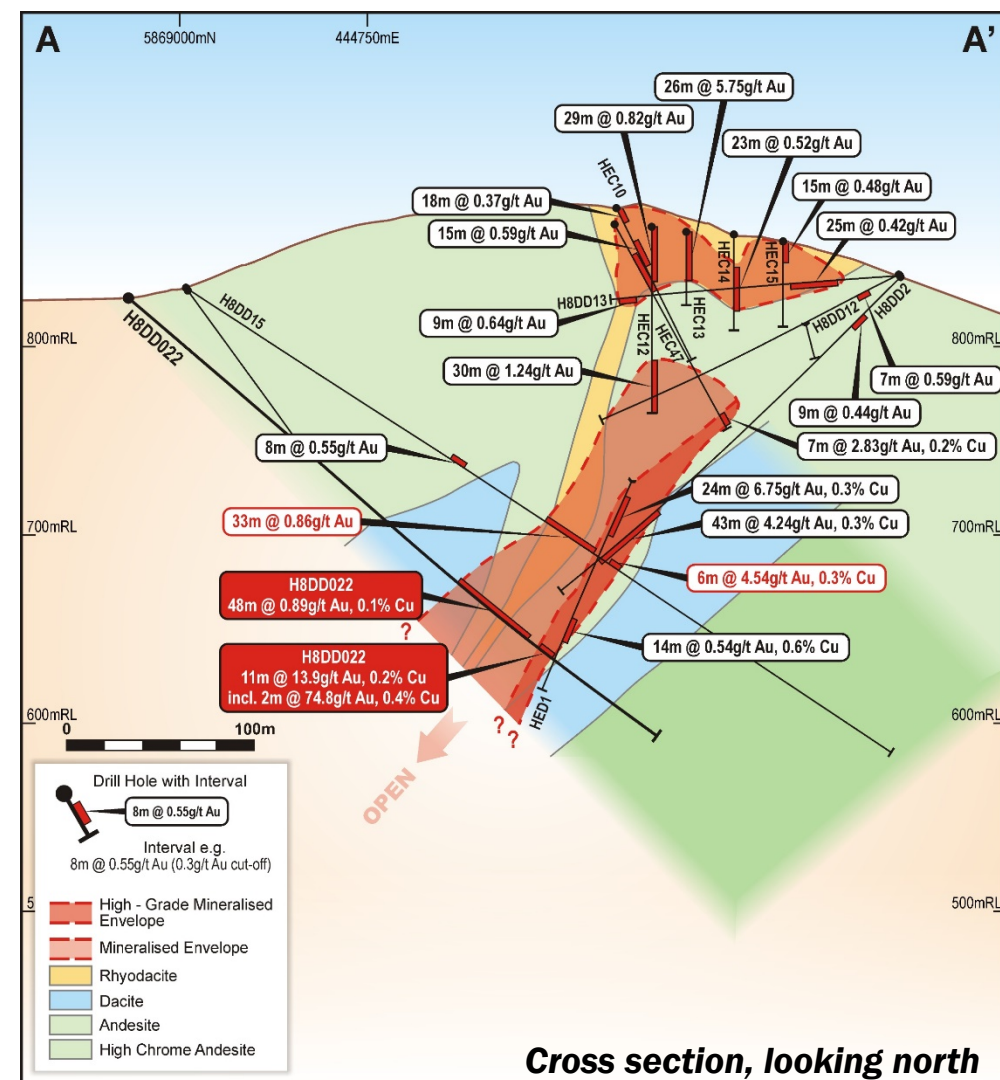 A
A’
5869000mN
444750mE
26m @ 5.75g/t Au
29m @ 0.82g/t Au
23m @ 0.52g/t Au
HEC10
15m @ 0.48g/t Au
18m @ 0.37g/t Au
25m @ 0.42g/t Au
15m @ 0.59g/t Au
HEC14
HEC15
H8DD15
H8DD13
H8DD12
H8DD2
H8DD022
9m @ 0.64g/t Au
HEC12
HEC47
HEC13
800mRL
800mRL
30m @ 1.24g/t Au
7m @ 0.59g/t Au
9m @ 0.44g/t Au
8m @ 0.55g/t Au
7m @ 2.83g/t Au, 0.2% Cu
24m @ 6.75g/t Au, 0.3% Cu
33m @ 0.86g/t Au
43m @ 4.24g/t Au, 0.3% Cu
700mRL
700mRL
6m @ 4.54g/t Au, 0.3% Cu
H8DD022
48m @ 0.89g/t Au, 0.1% Cu
?
14m @ 0.54g/t Au, 0.6% Cu
H8DD022
11m @ 13.9g/t Au, 0.2% Cu
incl. 2m @ 74.8g/t Au, 0.4% Cu
HED1
600mRL
600mRL
?
?
0
100m
OPEN
Drill Hole with Interval
8m @ 0.55g/t Au
Interval e.g.
8m @ 0.55g/t Au (0.3g/t Au cut-off)
High - Grade Mineralised
Envelope
Mineralised Envelope
Rhyodacite
Dacite
Andesite
High Chrome Andesite
5
500mRL
Cross section, looking north